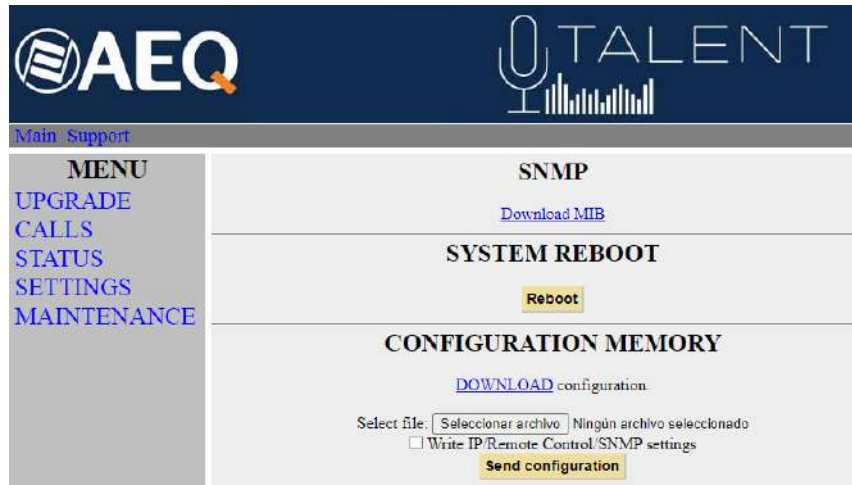 AEQ
TALENT
Main Support
MENU
UPGRADE
CALLS
STATUS
SETTINGS
MAINTENANCE
SNMP
Download MIB
SYSTEM REBOOT
Reboot
CONFIGURATION MEMORY
DOWNLOAD configuration.
Select file: Seleccionar archivo Ningún archivo seleccionado
Write IP/Remote Control/SNMP settings
Send configuration